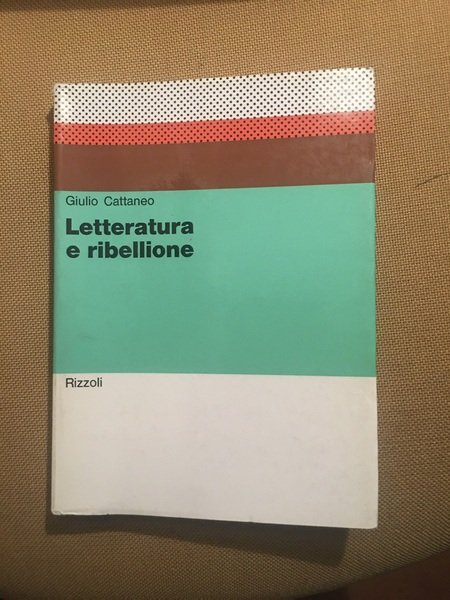 Giulio Cattaneo
Letteratura
e ribellione
Rizzoli